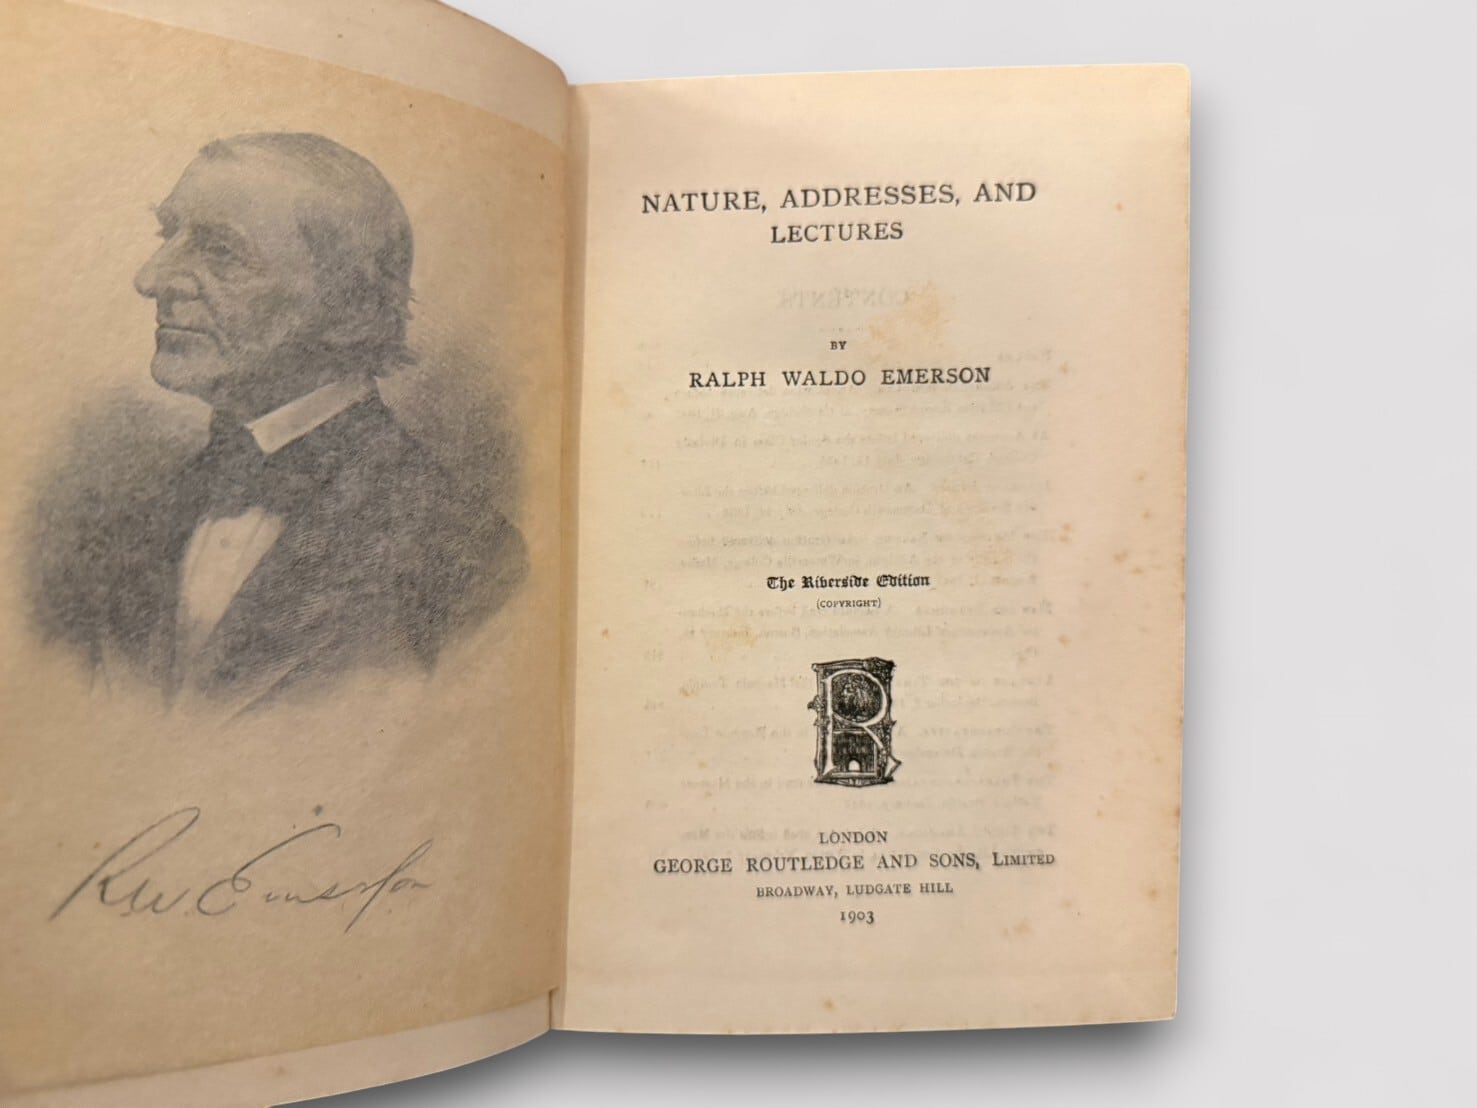 R. W. Emerson
NATURE, ADDRESSES, AND
LECTURES
BY
RALPH WALDO EMERSON
The Riverside Edition
(COPYRIGHT)
R
LONDON
GEORGE ROUTLEDGE AND SONS, LIMITED
BROADWAY, LUDGATE HILL
1903